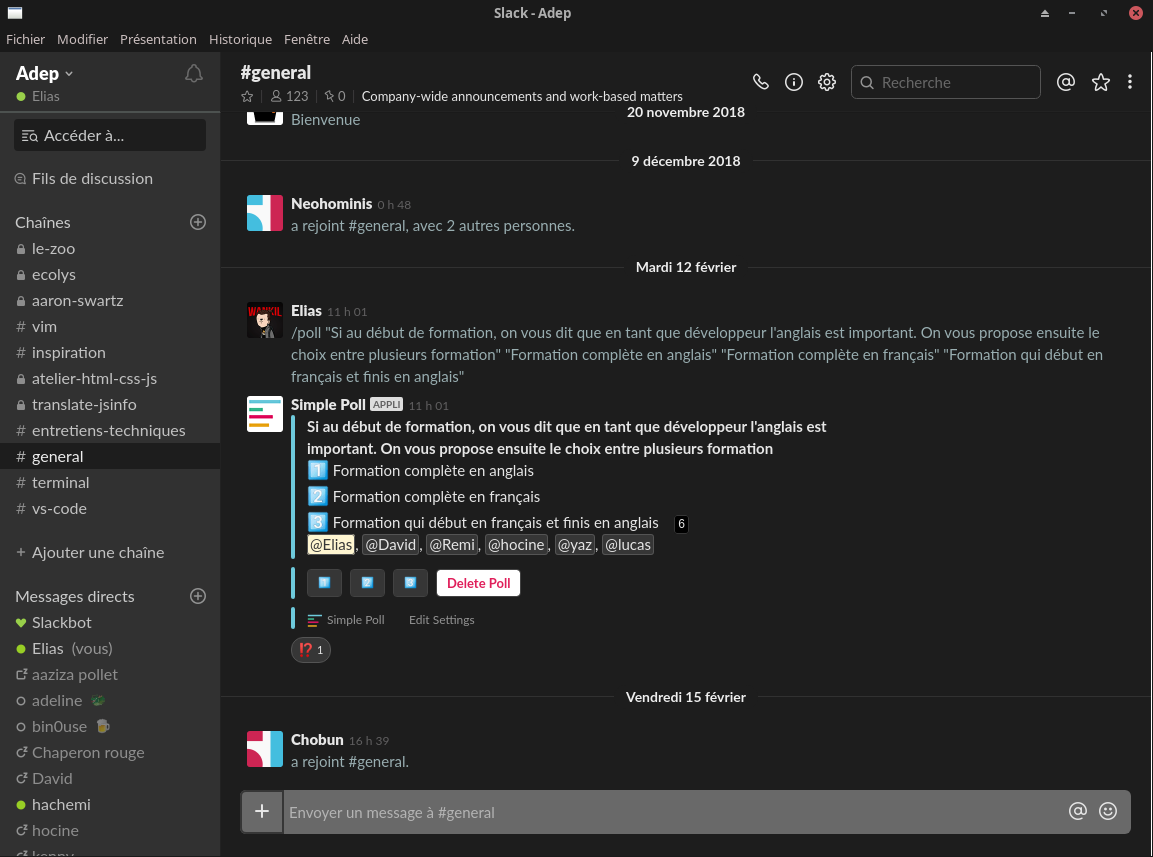 Slack - Adep
Fichier Modifier Présentation Historique Fenêtre Aide
Adep
Elias
Accéder à...
Fils de discussion
Chaînes
le-zoo
ecolys
aaron-swartz
# vim
# inspiration
atelier-html-css-js
translate-jsinfo
# entretiens-techniques
# general
# terminal
# vs-code
+ Ajouter une chaîne
Messages directs
Slackbot
Elias (vous)
aaziza pollet
adeline
bin0use
Chaperon rouge
David
hachemi
hocine
#general
123 0 Company-wide announcements and work-based matters
Recherche
20 novembre 2018
Bienvenue
9 décembre 2018
Neohominis 0 h 48
a rejoint #general, avec 2 autres personnes.
Mardi 12 février
WANKIL
Elias 11 h 01
/poll "Si au début de formation, on vous dit que en tant que développeur l'anglais est important. On vous propose ensuite le
choix entre plusieurs formation" "Formation complète en anglais" "Formation complète en français" "Formation qui début en
français et finis en anglais"
Simple Poll APPLI 11 h 01
Si au début de formation, on vous dit que en tant que développeur l'anglais est
important. On vous propose ensuite le choix entre plusieurs formation
1 Formation complète en anglais
2 Formation complète en français
3 Formation qui début en français et finis en anglais 6
@Elias, @David, @Remi, @hocine, @yaz, @lucas
1 2 3 Delete Poll
Simple Poll Edit Settings
⁉ 1
Vendredi 15 février
Chobun 16 h 39
a rejoint #general.
+ Envoyer un message à #general @